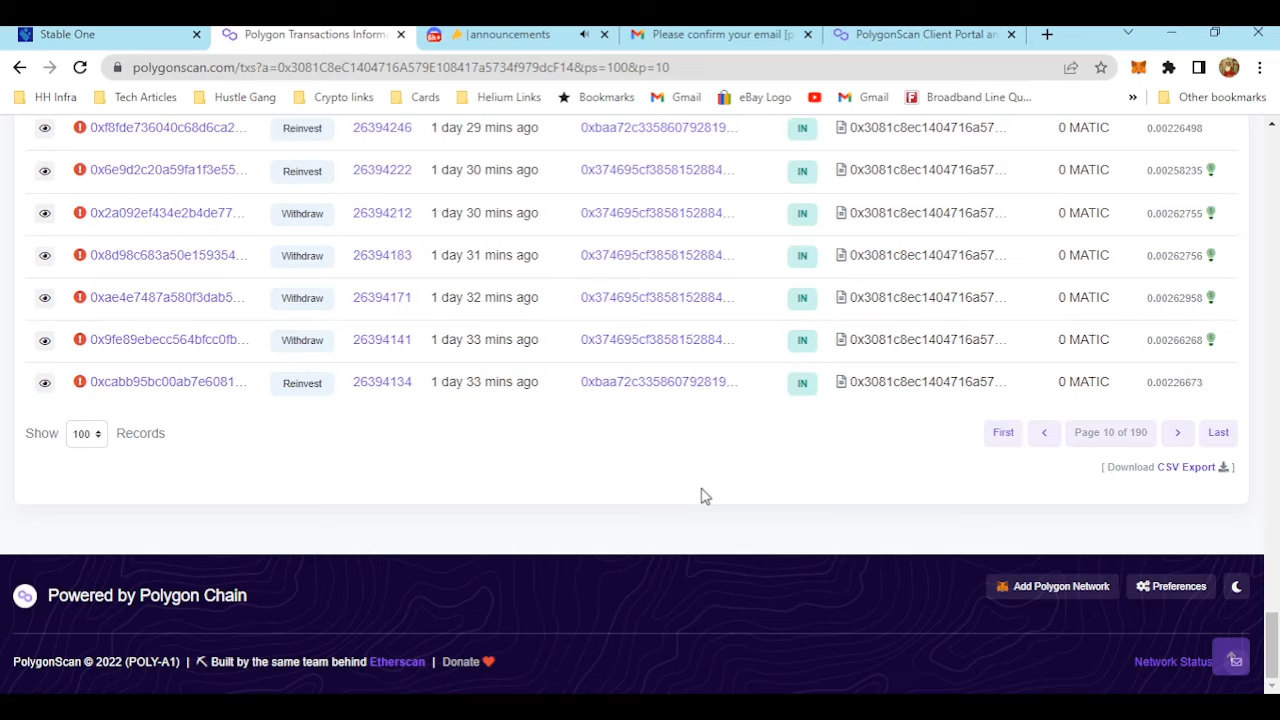 Stable One
Polygon Transactions Informa
announcements
Please confirm your email [p
PolygonScan Client Portal an
polygonscan.com/txs?a=0x3081C8eC1404716A579E108417a5734f979dcF14&ps=100&p=10
HH Infra
Tech Articles
Hustle Gang
Crypto links
Cards
Helium Links
Bookmarks
Gmail
eBay Logo
Gmail
Broadband Line Qu...
»
Other bookmarks
0xf8fde736040c68d6ca2... Reinvest 26394246 1 day 29 mins ago 0xbaa72c335860792819... IN 0x3081c8ec1404716a57... 0 MATIC 0.00226498
0x6e9d2c20a59fa1f3e55... Reinvest 26394222 1 day 30 mins ago 0x374695cf3858152884... IN 0x3081c8ec1404716a57... 0 MATIC 0.00258235
0x2a092ef434e2b4de77... Withdraw 26394212 1 day 30 mins ago 0x374695cf3858152884... IN 0x3081c8ec1404716a57... 0 MATIC 0.00262755
0x8d98c683a50e159354... Withdraw 26394183 1 day 31 mins ago 0x374695cf3858152884... IN 0x3081c8ec1404716a57... 0 MATIC 0.00262756
0xae4e7487a580f3dab5... Withdraw 26394171 1 day 32 mins ago 0x374695cf3858152884... IN 0x3081c8ec1404716a57... 0 MATIC 0.00262958
0x9fe89ebecc564bfcc0fb... Withdraw 26394141 1 day 33 mins ago 0x374695cf3858152884... IN 0x3081c8ec1404716a57... 0 MATIC 0.00266268
0xcabb95bc00ab7e6081... Reinvest 26394134 1 day 33 mins ago 0xbaa72c335860792819... IN 0x3081c8ec1404716a57... 0 MATIC 0.00226673
Show 100 Records
First
Page 10 of 190
Last
[ Download CSV Export ]
Powered by Polygon Chain
Add Polygon Network
Preferences
PolygonScan © 2022 (POLY-A1) | Built by the same team behind Etherscan | Donate
Network Status